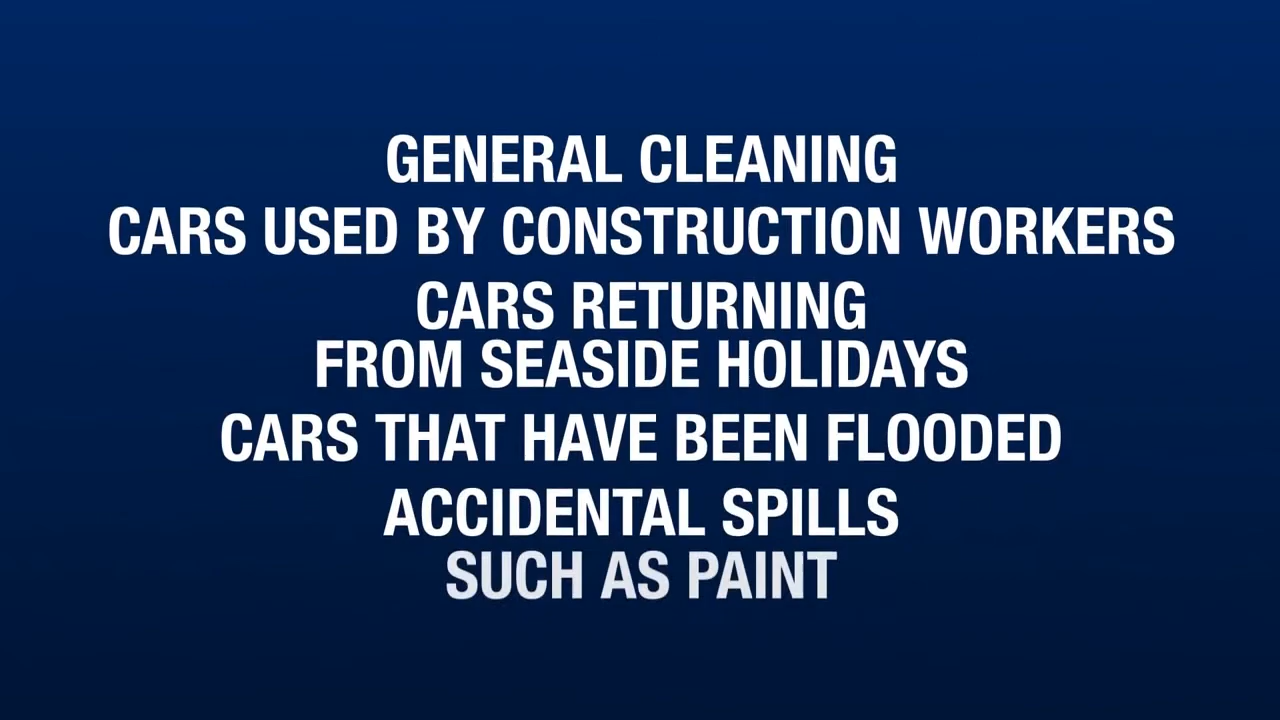 GENERAL CLEANING
CARS USED BY CONSTRUCTION WORKERS
CARS RETURNING
FROM SEASIDE HOLIDAYS
CARS THAT HAVE BEEN FLOODED
ACCIDENTAL SPILLS
SUCH AS PAINT